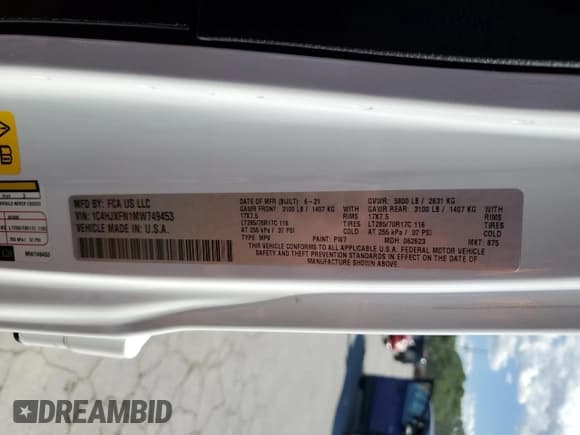 MFD BY: FCA US LLC
VIN: 1C4HJXFN1MW749453
VEHICLE MADE IN: U.S.A.
DATE OF MFR (BUILT) 6-21
GAWR FRONT: 3100 LB / 1407 KG WITH
17X7.5 RIMS
LT285/70R17C 116 TIRES
AT 255 kPa / 37 PSI COLD
TYPE: MPV PAINT: PW7
GVWR: 5800 LB / 2631 KG
GAWR REAR: 3100 LB / 1407 KG WITH
17X7.5 RIMS
LT285/70R17C 116 TIRES
AT 255 kPa / 37 PSI COLD
MDH: 062623 MKT: 875
THIS VEHICLE CONFORMS TO ALL APPLICABLE U.S.A. FEDERAL MOTOR VEHICLE
SAFETY AND THEFT PREVENTION STANDARDS IN EFFECT ON THE DATE OF MANUFACTURE
SHOWN ABOVE.
MW749453
DREAMBID